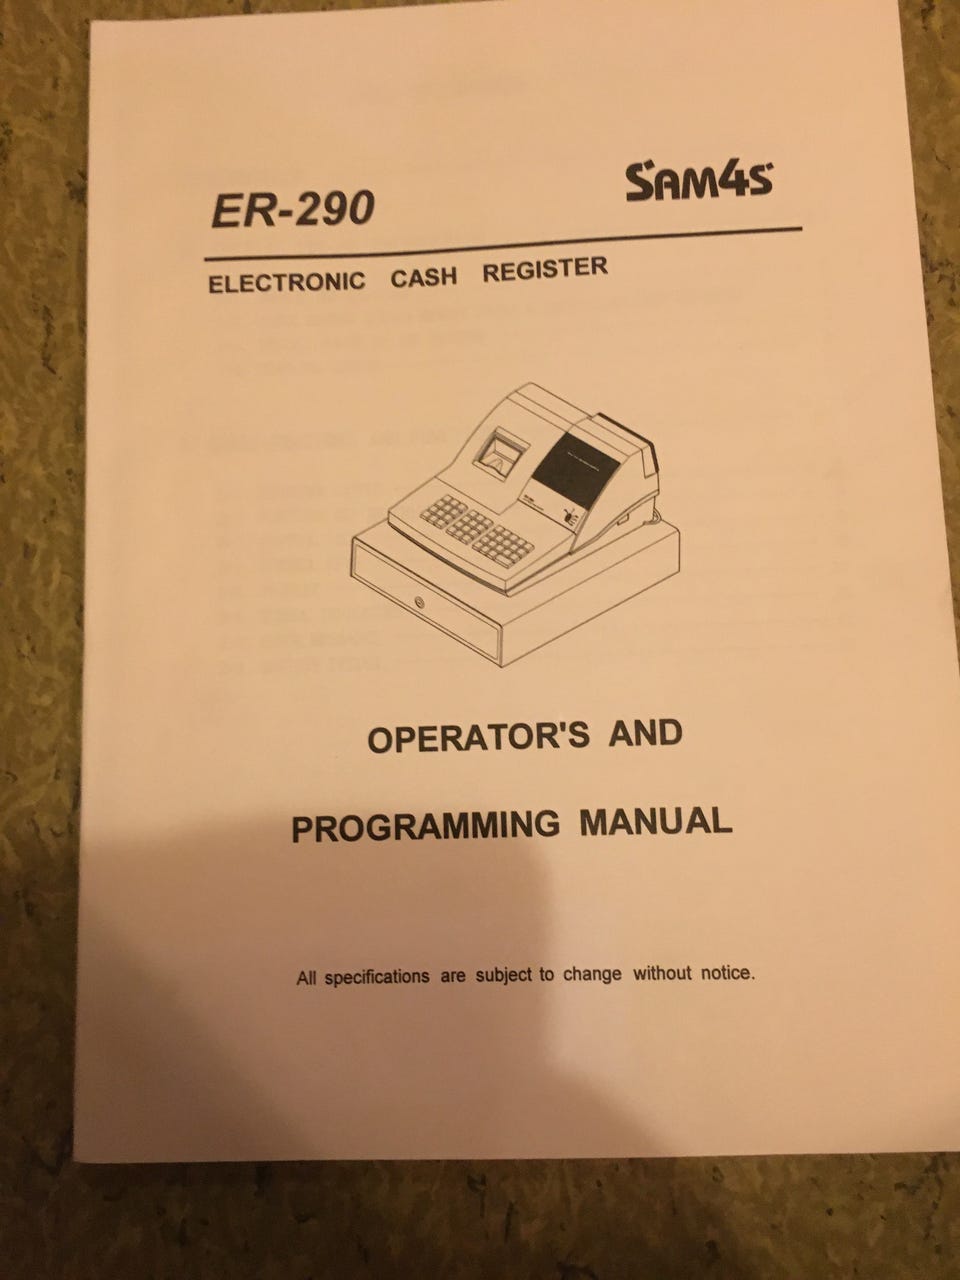 ER-290
SAM4S
ELECTRONIC CASH REGISTER
OPERATOR'S AND
PROGRAMMING MANUAL
All specifications are subject to change without notice.